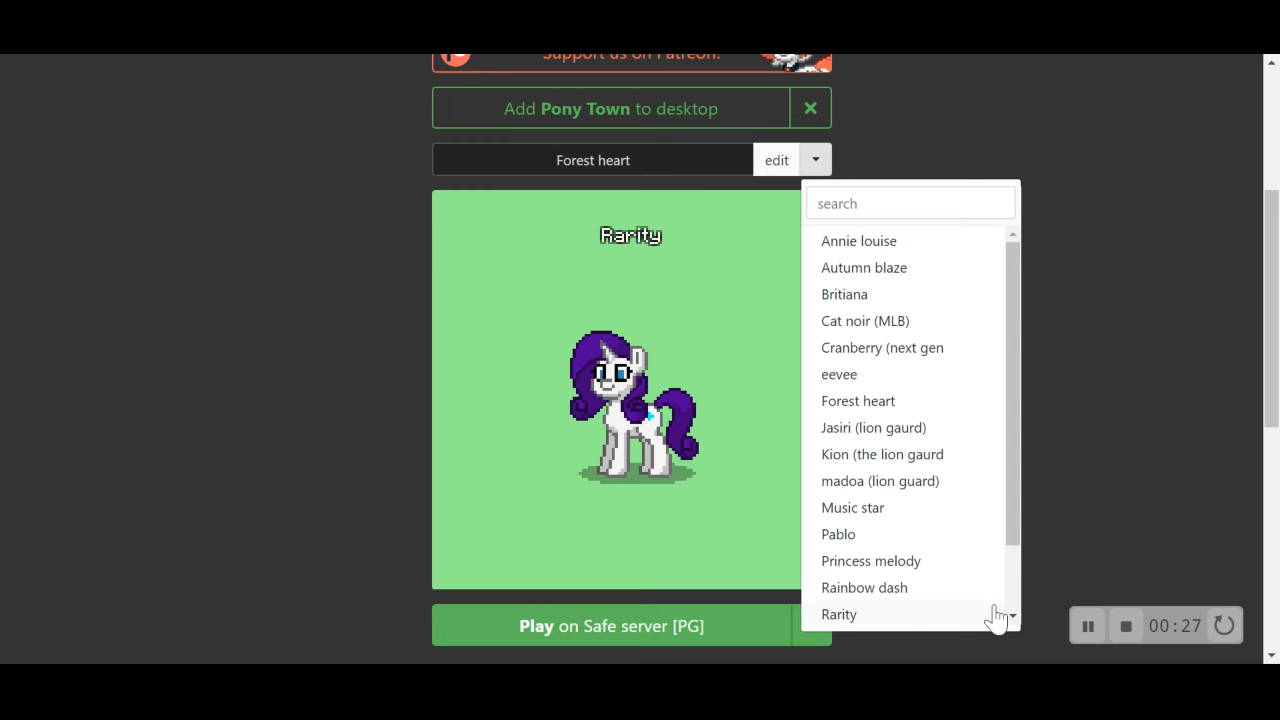 Support us on Patreon!
Add Pony Town to desktop
Forest heart
edit
search
Rarity
Annie louise
Autumn blaze
Britiana
Cat noir (MLB)
Cranberry (next gen
eevee
Forest heart
Jasiri (lion gaurd)
Kion (the lion gaurd
madoa (lion guard)
Music star
Pablo
Princess melody
Rainbow dash
Rarity
Play on Safe server [PG]
00:27